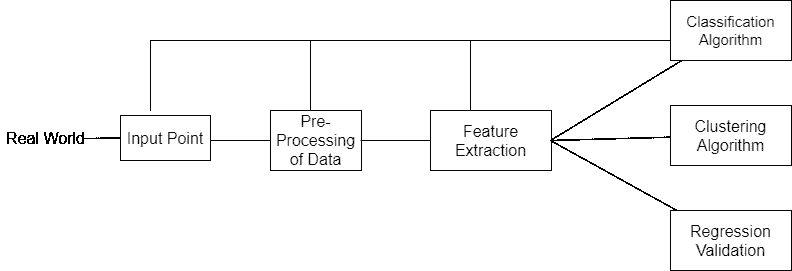 Classification
Algorithm
Real World
Input Point
Pre-
Processing
of Data
Feature
Extraction
Clustering
Algorithm
Regression
Validation